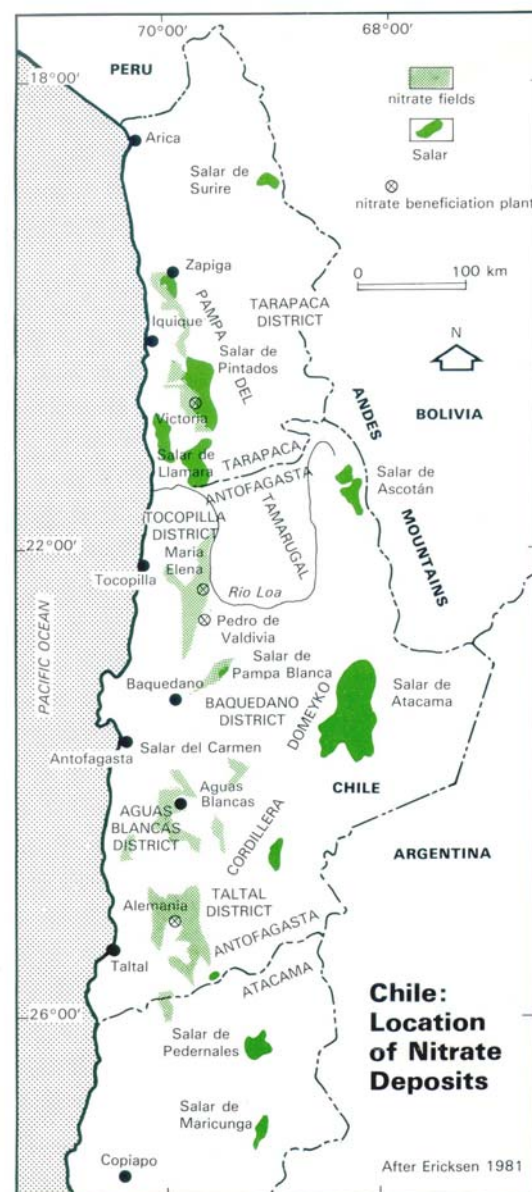 70°00'
68°00'
PERU
18°00'
nitrate fields
Arica
Salar
Salar de
Surire
nitrate beneficiation plant
Zapiga
0
100 km
PAMPA DEL
TARAPACA
DISTRICT
Iquique
N
Salar de
Pintados
ANDES
BOLIVIA
Victoria
Salar de
Llamara
TARAPACA
ANTOFAGASTA
Salar de
Ascotán
TAMARUGAL
MOUNTAINS
TOCOPILLA
DISTRICT
22°00'
Maria
Elena
Tocopilla
Rio Loa
Pedro de
Valdivia
PACIFIC OCEAN
Salar de
Pampa Blanca
Baquedano
Salar de
Atacama
BAQUEDANO
DISTRICT
DOMEYKO
Antofagasta
Salar del Carmen
Aguas
Blancas
CHILE
AGUAS
BLANCAS
DISTRICT
CORDILLERA
ARGENTINA
Alemania
TALTAL
DISTRICT
ANTOFAGASTA
Taltal
ATACAMA
26°00'
Chile:
Location
of Nitrate
Deposits
Salar de
Pedernales
Salar de
Maricunga
Copiapo
After Ericksen 1981